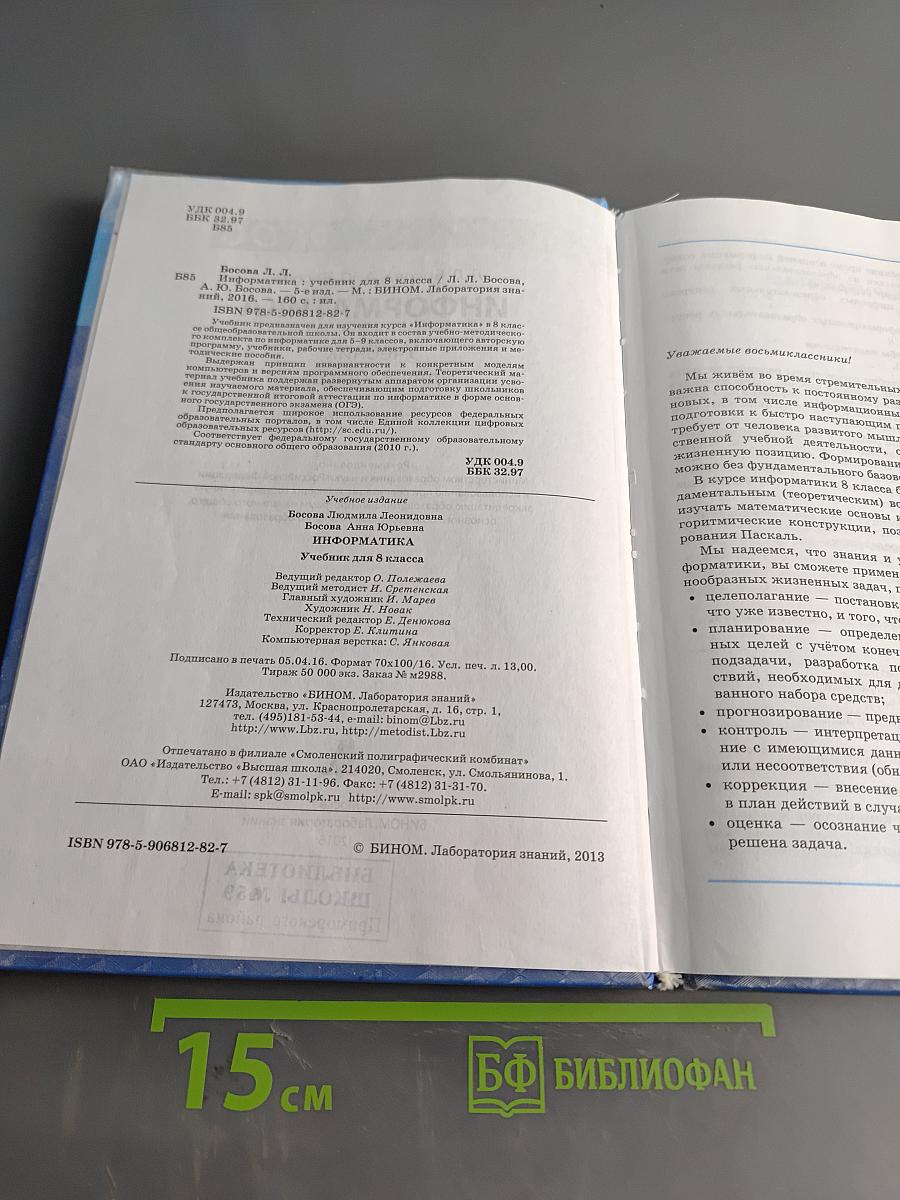 УДК 004.9
ББК 32.97
Б85
Босова Л. Л.
Б85 Информатика : учебник для 8 класса / Л. Л. Босова,
А. Ю. Босова. — 5-е изд. — М. : БИНОМ. Лаборатория зна-
ний, 2016. — 160 с. : ил.
ISBN 978-5-906812-82-7
Учебник предназначен для изучения курса «Информатика» в 8 клас-
се общеобразовательной школы. Он входит в состав учебно-методическо-
го комплекта по информатике для 5–9 классов, включающего авторскую
программу, учебники, рабочие тетради, электронные приложения и ме-
тодические пособия.
Выдержан принцип инвариантности к конкретным моделям
компьютеров и версиям программного обеспечения. Теоретический ма-
териал учебника поддержан развернутым аппаратом организации усво-
ения изучаемого материала, обеспечивающим подготовку школьников
к государственной итоговой аттестации по информатике в форме основ-
ного государственного экзамена (ОГЭ).
Предполагается широкое использование ресурсов федеральных
образовательных порталов, в том числе Единой коллекции цифровых
образовательных ресурсов (http://sc.edu.ru/).
Соответствует федеральному государственному образовательному
стандарту основного общего образования (2010 г.).
УДК 004.9
ББК 32.97
Учебное издание
Босова Людмила Леонидовна
Босова Анна Юрьевна
ИНФОРМАТИКА
Учебник для 8 класса
Ведущий редактор О. Полежаева
Ведущий методист И. Сретенская
Главный художник И. Марев
Художник Н. Новак
Технический редактор Е. Денюкова
Корректор Е. Клитина
Компьютерная верстка: С. Янковая
Подписано в печать 05.04.16. Формат 70х100/16. Усл. печ. л. 13,00.
Тираж 50 000 экз. Заказ № м2988.
Издательство «БИНОМ. Лаборатория знаний»
127473, Москва, ул. Краснопролетарская, д. 16, стр. 1,
тел. (495)181-53-44, e-mail: binom@Lbz.ru
http://www.Lbz.ru, http://metodist.Lbz.ru
Отпечатано в филиале «Смоленский полиграфический комбинат»
ОАО «Издательство «Высшая школа». 214020, Смоленск, ул. Смольянинова, 1.
Тел.: +7 (4812) 31-11-96. Факс: +7 (4812) 31-31-70.
E-mail: spk@smolpk.ru http://www.smolpk.ru
ISBN 978-5-906812-82-7
© БИНОМ. Лаборатория знаний, 2013
Уважаемые восьмиклассники!
Мы живём во время стремительных
важна способность к постоянному раз
новых, в том числе информационны
подготовки к быстро наступающим п
требует от человека развитого мышл
ственной учебной деятельности, с
жизненную позицию. Формировани
можно без фундаментального базов
В курсе информатики 8 класса б
даментальным (теоретическим) во
изучать математические основы и
горитмические конструкции, поз
рования Паскаль.
Мы надеемся, что знания и у
форматики, вы сможете примен
нообразных жизненных задач, п
• целеполагание — постановк
что уже известно, и того, чт
• планирование — определен
ных целей с учётом конеч
подзадачи, разработка по
ствий, необходимых для д
ванного набора средств;
• прогнозирование — предв
• контроль — интерпретац
ние с имеющимися данн
или несоответствия (обн
• коррекция — внесение
в план действий в случа
• оценка — осознание ч
решена задача.
15 см
БФ БИБЛИОФАН